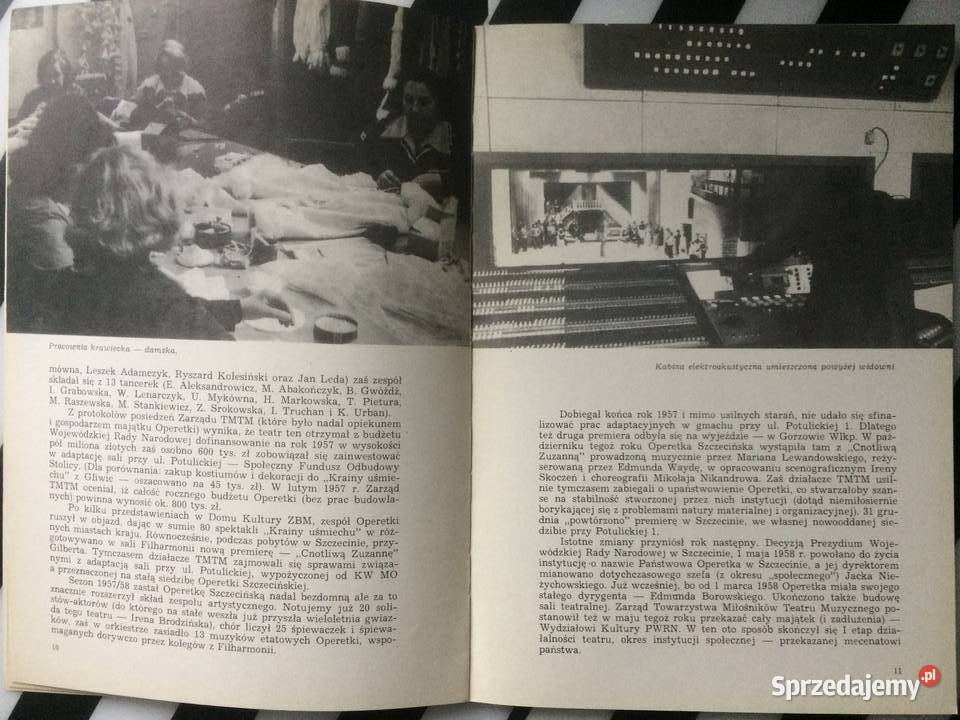 Pracownia krawiecka — damska.
mówna, Leszek Adamczyk, Ryszard Kolesiński oraz Jan Leda) zaś zespół
składał się z 13 tancerek (E. Aleksandrowicz, M. Abakończyk, B. Gwóźdź,
I. Grabowska, W. Lenarczyk, U. Mykówna, H. Markowska, T. Pietura,
M. Raszewska, M. Stankiewicz, Z. Srokowska, I. Truchan i K. Urban).
Z protokołów posiedzeń Zarządu TMTM (które było nadal opiekunem
i gospodarzem majątku Operetki) wynika, że teatr ten otrzymał z budżetu
Wojewódzkiej Rady Narodowej dofinansowanie na rok 1957 w wysokości
pół miliona złotych zaś osobno 600 tys. zł zobowiązał się zainwestować
w adaptację sali przy ul. Potulickiej — Społeczny Fundusz Odbudowy
Stolicy. (Dla porównania: zakup kostiumów i dekoracji do „Krainy uśmie-
chu” z Gliwic — oszacowano na 45 tys. zł). W lutym 1957 r. Zarząd
TMTM oceniał, iż całość rocznego budżetu Operetki (bez prac budowla-
nych) powinna wynosić ok. 800 tys. zł.
Po kilku przedstawieniach w Domu Kultury ZBM, zespół Operetki
ruszył w objazd, dając w sumie 80 spektakli „Krainy uśmiechu” w róż-
nych miastach kraju. Równocześnie, podczas pobytów w Szczecinie, przy-
gotowywano w sali Filharmonii nową premierę — „Cnotliwą Zuzannę”
Gilberta. Tymczasem działacze TMTM zajmowali się sprawami związa-
nymi z adaptacją sali przy ul. Potulickiej, wypożyczonej od KW MO
a przeznaczonej na stałą siedzibę Operetki Szczecińskiej.
Sezon 1957/58 zastał Operetkę Szczecińską nadal bezdomną ale za to
znacznie rozszerzył skład zespołu artystycznego. Notujemy już 20 soli-
stów-aktorów (do którego na stałe weszła już przyszła wieloletnia gwiaz-
da tego teatru — Irena Brodzińska), chór liczył 25 śpiewaczek i śpiewa-
ków, zaś w orkiestrze zasiadło 13 muzyków etatowych Operetki, wspo-
maganych dorywczo przez kolegów z Filharmonii.
10
Kabina elektroakustyczna umieszczona powyżej widowni
Dobiegał końca rok 1957 i mimo usilnych starań, nie udało się sfina-
lizować prac adaptacyjnych w gmachu przy ul. Potulickiej 1. Dlatego
też druga premiera odbyła się na wyjeździe — w Gorzowie Wlkp. W paź-
dzierniku tegoż roku Operetka Szczecińska wystąpiła tam z „Cnotliwą
Zuzanną” prowadzoną muzycznie przez Mariana Lewandowskiego, reży-
serowaną przez Edmunda Waydę, w opracowaniu scenograficznym Ireny
Skoczeń i choreografii Mikołaja Nikandrowa. Zaś działacze TMTM usil-
nie tymczasem zabiegali o upaństwowienie Operetki, co stwarzałoby szan-
se na stabilność stworzonej przez nich instytucji (dotąd niemiłosiernie
borykającej się z problemami natury materialnej i organizacyjnej). 31 gru-
dnia „powtórzono” premierę w Szczecinie, we własnej nowooddanej sie-
dzibie przy Potulickiej 1.
Istotne zmiany przyniósł rok następny. Decyzją Prezydium Woje-
wódzkiej Rady Narodowej w Szczecinie, 1 maja 1958 r. powołano do życia
instytucję o nazwie Państwowa Operetka w Szczecinie, a jej dyrektorem
mianowano dotychczasowego szefa (z okresu „społecznego”) Jacka Nie-
żychowskiego. Już wcześniej, bo od 1 marca 1958 Operetka miała swojego
stałego dyrygenta — Edmunda Borowskiego. Ukończono także budowę
sali teatralnej. Zarząd Towarzystwa Miłośników Teatru Muzycznego po-
stanowił też w maju tegoż roku przekazać cały majątek (i zadłużenia) —
Wydziałowi Kultury PWRN. W ten oto sposób skończył się I etap dzia-
łalności teatru, okres instytucji społecznej — przekazanej mecenatowi
państwa.
11
Sprzedajemy.pl